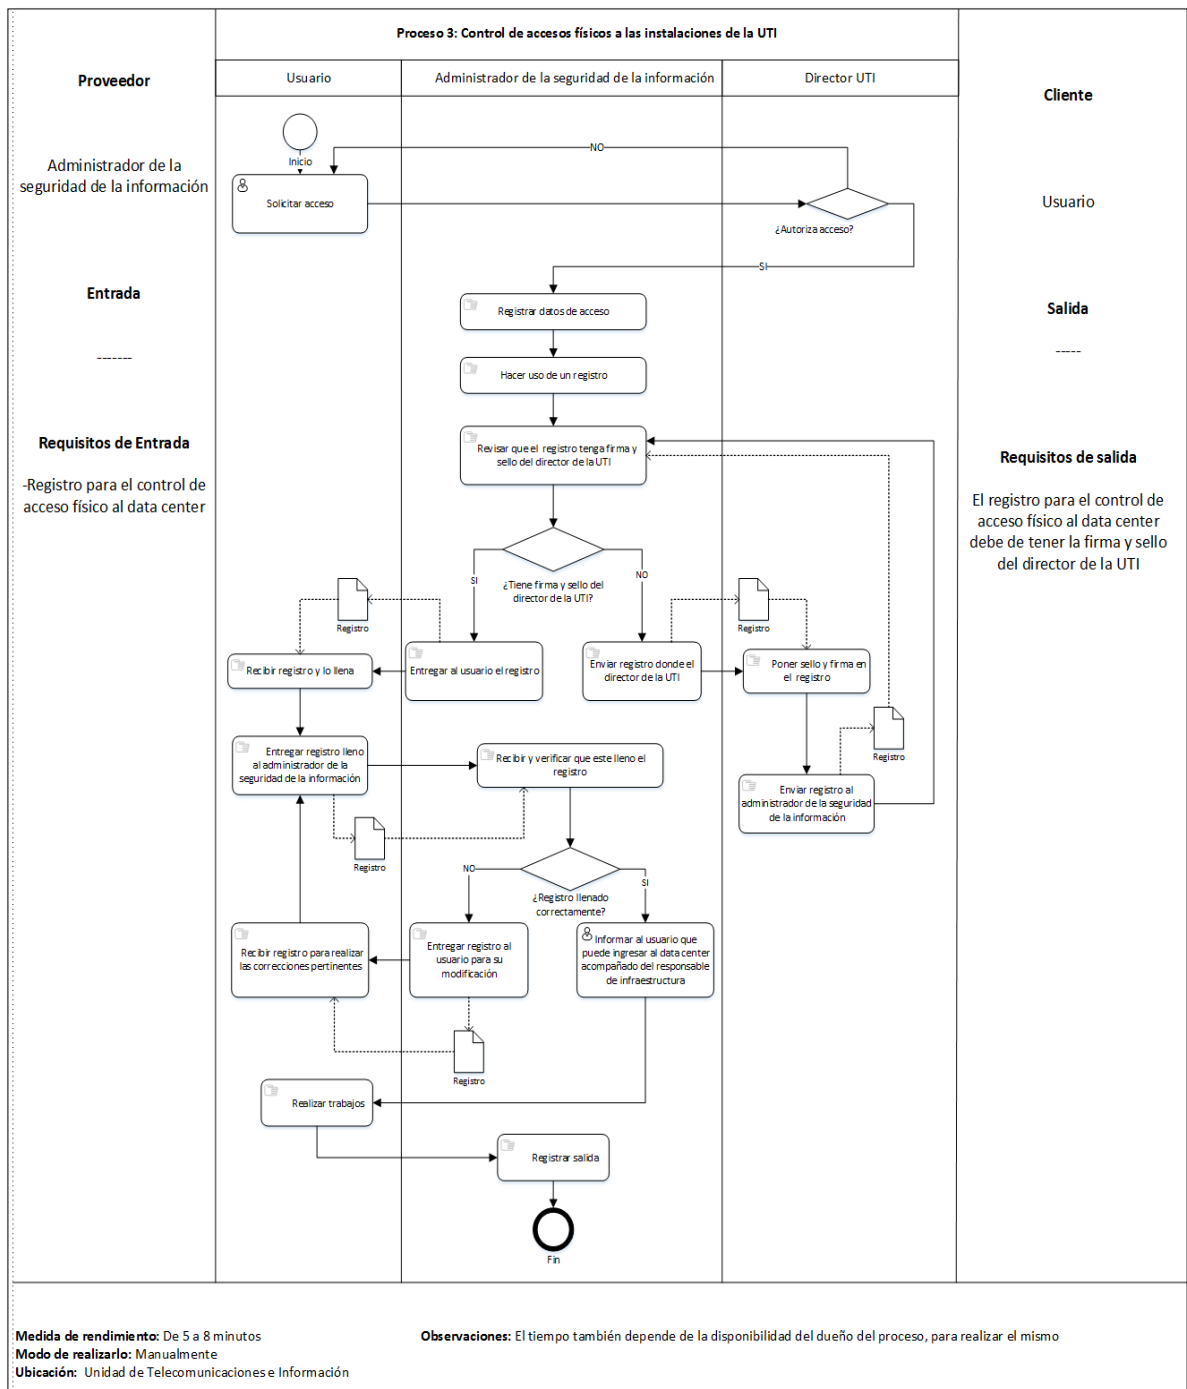 Proceso 3: Control de accesos físicos a las instalaciones de la UTI
Proveedor
Usuario
Administrador de la seguridad de la información
Director UTI
Cliente
Inicio
NO
Administrador de la
seguridad de la información
Solicitar acceso
Usuario
¿Autoriza acceso?
SI
Entrada
Registrar datos de acceso
Salida
-------
-----
Hacer uso de un registro
Requisitos de Entrada
Revisar que el registro tenga firma y
sello del director de la UTI
Requisitos de salida
-Registro para el control de
acceso físico al data center
El registro para el control de
acceso físico al data center
debe de tener la firma y sello
del director de la UTI
SI
¿Tiene firma y sello del
director de la UTI?
NO
Registro
Registro
Recibir registro y lo llena
Entregar al usuario el registro
Enviar registro donde el
director de la UTI
Poner sello y firma en
el registro
Registro
Entregar registro lleno
al administrador de la
seguridad de la información
Recibir y verificar que este lleno el
registro
Enviar registro al
administrador de la seguridad
de la información
Registro
NO
SI
¿Registro llenado
correctamente?
Recibir registro para realizar
las correcciones pertinentes
Entregar registro al
usuario para su
modificación
Informar al usuario que
puede ingresar al data center
acompañado del responsable
de infraestructura
Registro
Realizar trabajos
Registrar salida
Fin
Medida de rendimiento: De 5 a 8 minutos
Observaciones: El tiempo también depende de la disponibilidad del dueño del proceso, para realizar el mismo
Modo de realizarlo: Manualmente
Ubicación: Unidad de Telecomunicaciones e Información